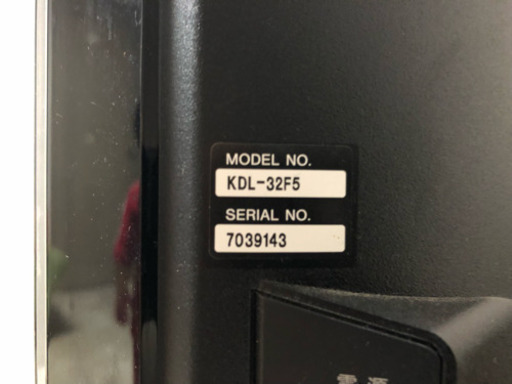 MODEL NO.
KDL-32F5
SERIAL NO.
7039143